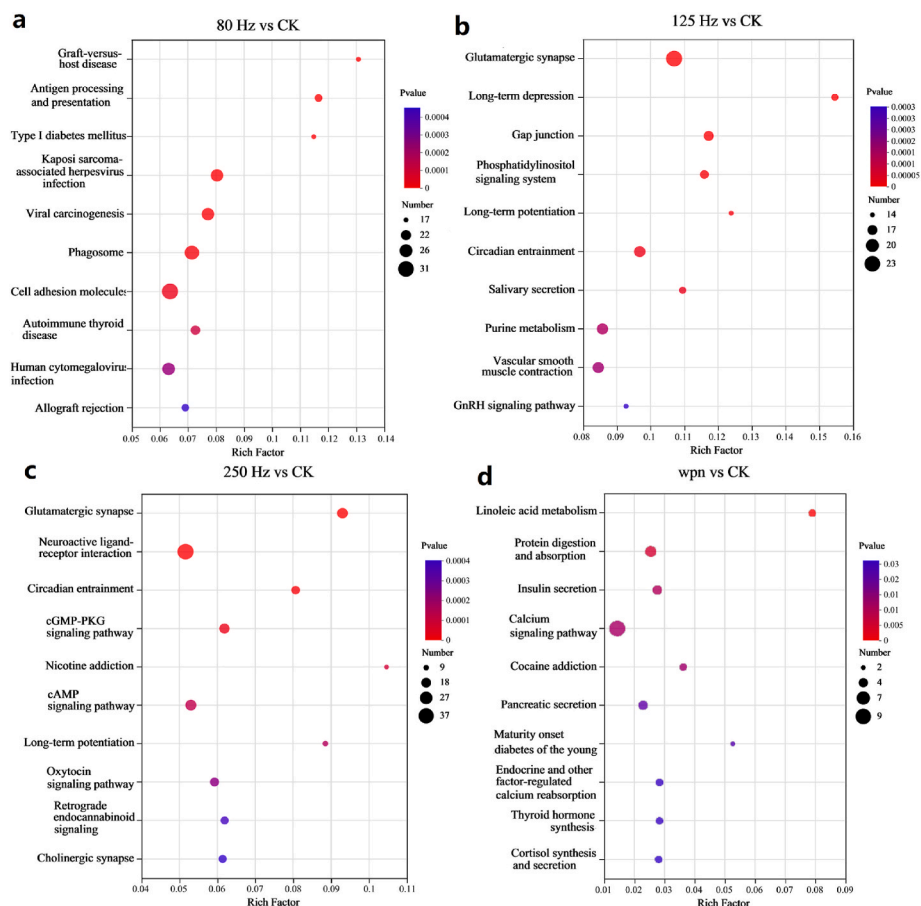 a
80 Hz vs CK
Graft-versus-
host disease
Antigen processing
and presentation
Type I diabetes mellitus
Kaposi sarcoma-
associated herpesvirus
infection
Viral carcinogenesis
Phagosome
Cell adhesion molecules
Autoimmune thyroid
disease
Human cytomegalovirus
infection
Allograft rejection
0.05 0.06 0.07 0.08 0.09 0.10 0.11 0.12 0.13 0.14
Rich Factor
Pvalue
0.0004
0.0003
0.0002
0.0001
0
Number
17
22
26
31
b
125 Hz vs CK
Glutamergic synapse
Long-term depression
Gap junction
Phosphatidylinositol
signaling system
Long-term potentiation
Circadian entrainment
Salivary secretion
Purine metabolism
Vascular smooth
muscle contraction
GnRH signaling pathway
0.08 0.09 0.1 0.11 0.12 0.13 0.14 0.15 0.16
Rich Factor
Pvalue
0.0003
0.0003
0.0002
0.0002
0.0001
0.0001
0.00005
0
Number
14
17
20
23
c
250 Hz vs CK
Glutamatergic synapse
Neuroactive ligand-
receptor interaction
Circadian entrainment
cGMP-PKG
signaling pathway
Nicotine addiction
cAMP
signaling pathway
Long-term potentiation
Oxytocin
signaling pathway
Retrograde
endocannabinoid
signaling
Cholinergic synapse
0.04 0.05 0.06 0.07 0.08 0.09 0.1 0.11
Rich Factor
Pvalue
0.0004
0.0003
0.0002
0.0001
0
Number
9
18
27
37
d
wpn vs CK
Linoleic acid metabolism
Protein digestion
and absorption
Insulin secretion
Calcium
signaling pathway
Cocaine addiction
Pancreatic secretion
Maturity onset
diabetes of the young
Endocrine and other
factor-regulated
calcium reabsorption
Thyroid hormone
synthesis
Cortisol synthesis
and secretion
0.01 0.02 0.03 0.04 0.05 0.06 0.07 0.08 0.09
Rich Factor
Pvalue
0.03
0.02
0.02
0.01
0.005
0
Number
2
4
7
9